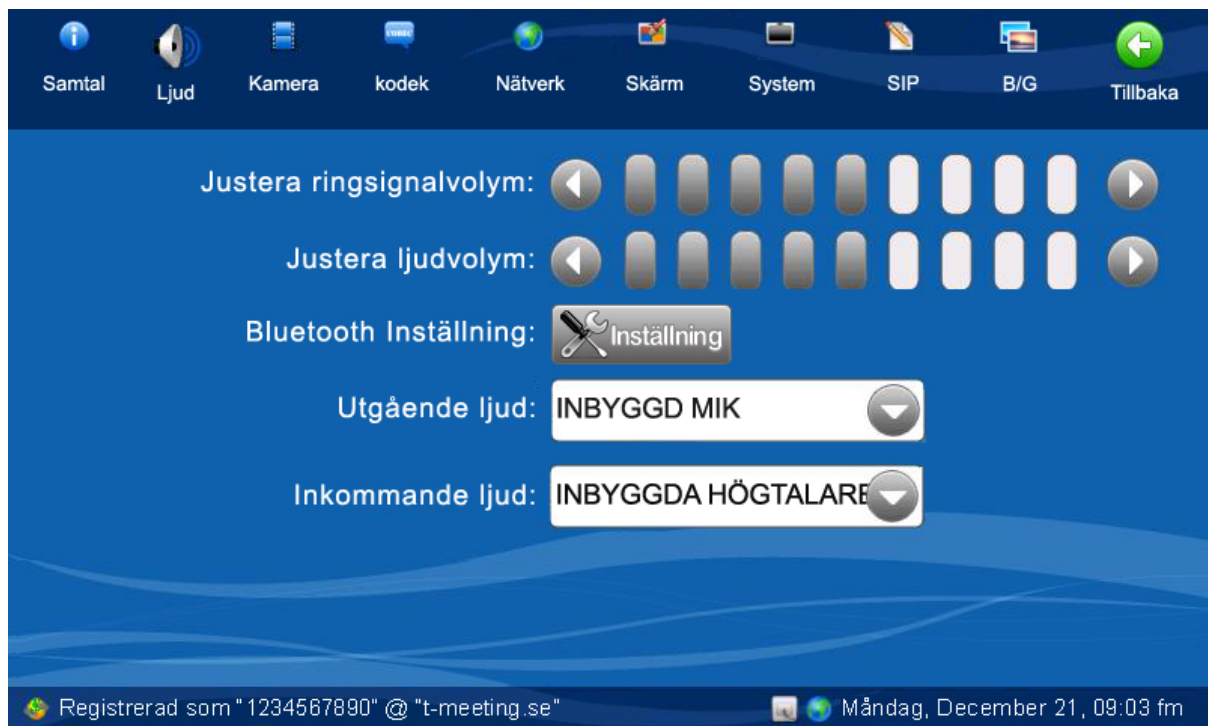 Samtal Ljud Kamera kodek Nätverk Skärm System SIP B/G Tillbaka
Justera ringsignalvolym:
Justera ljudvolym:
Bluetooth Inställning: Inställning
Utgående ljud: INBYGGD MIK
Inkommande ljud: INBYGGDA HÖGTALARE
Registrerad som "1234567890" @ "t-meeting.se" Måndag, December 21, 09:03 fm